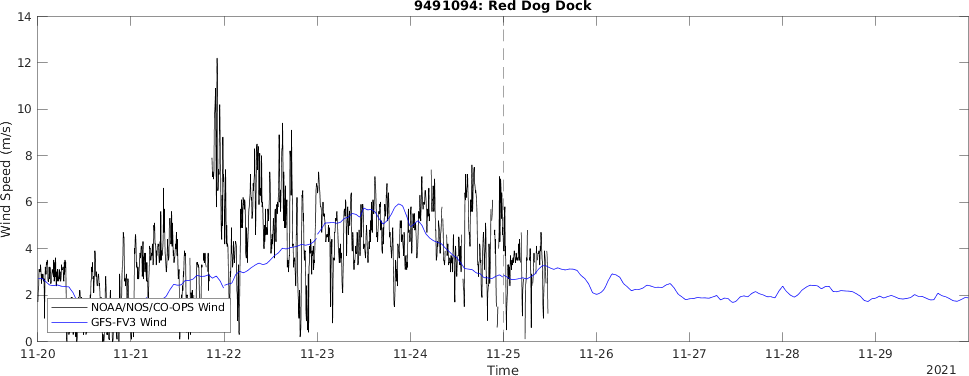 9491094: Red Dog Dock
Wind Speed (m/s)
14
12
10
8
6
4
2
0
NOAA/NOS/CO-OPS Wind
GFS-FV3 Wind
11-20 11-21 11-22 11-23 11-24 11-25 11-26 11-27 11-28 11-29
Time
2021